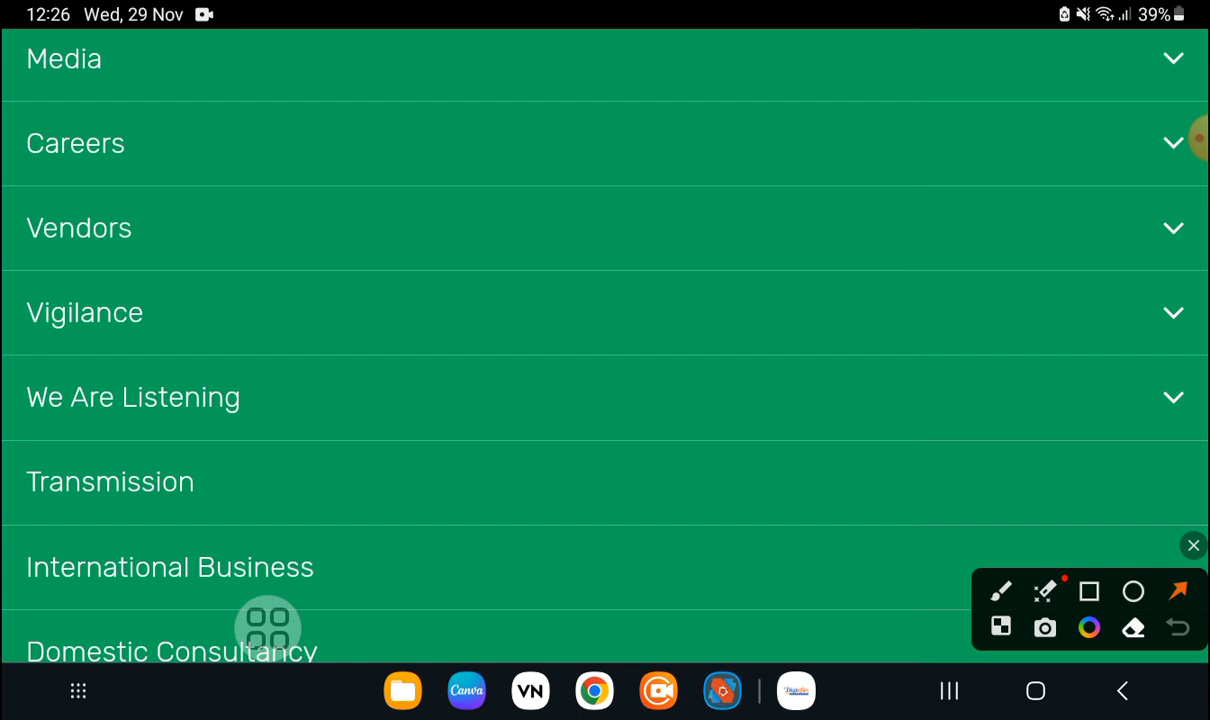 12:26 Wed, 29 Nov 39%
Media
Careers
Vendors
Vigilance
We Are Listening
Transmission
International Business
Domestic Consultancy
Canva VN